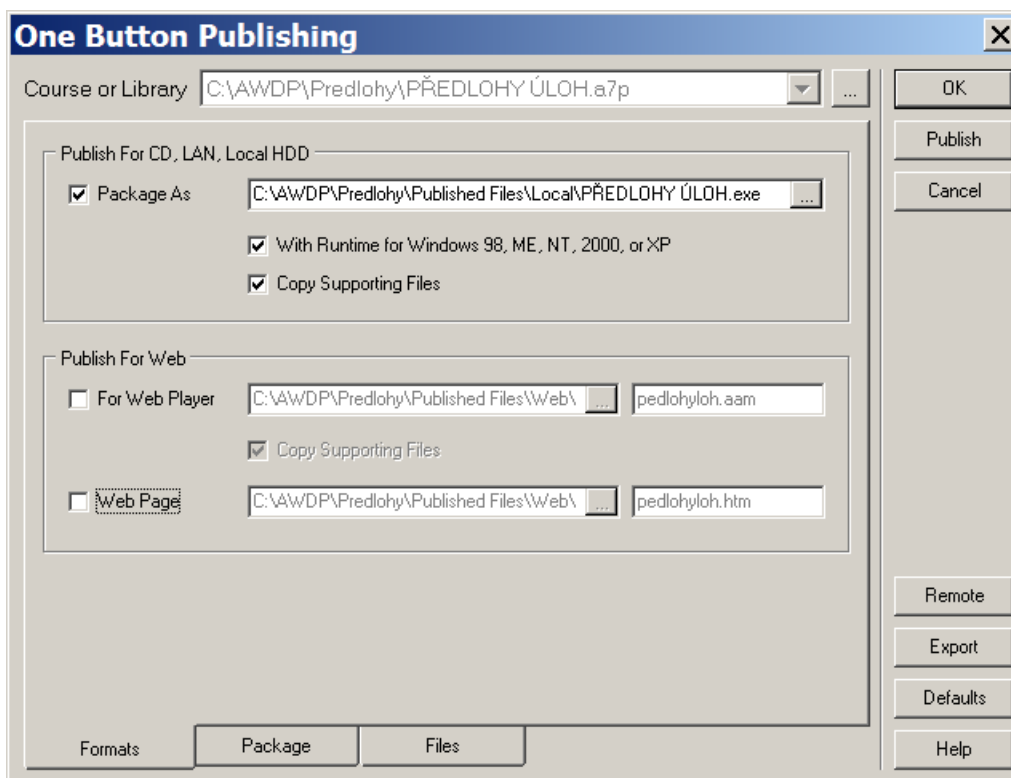 One Button Publishing
Course or Library C:\AWDP\Predlohy\PŘEDLOHY ÚLOH.a7p ...
OK
Publish
Cancel
Publish For CD, LAN, Local HDD
Package As C:\AWDP\Predlohy\Published Files\Local\PŘEDLOHY ÚLOH.exe ...
With Runtime for Windows 98, ME, NT, 2000, or XP
Copy Supporting Files
Publish For Web
For Web Player C:\AWDP\Predlohy\Published Files\Web\ ... pedlohyloh.aam
Copy Supporting Files
Web Page C:\AWDP\Predlohy\Published Files\Web\ ... pedlohyloh.htm
Remote
Export
Defaults
Help
Formats Package Files